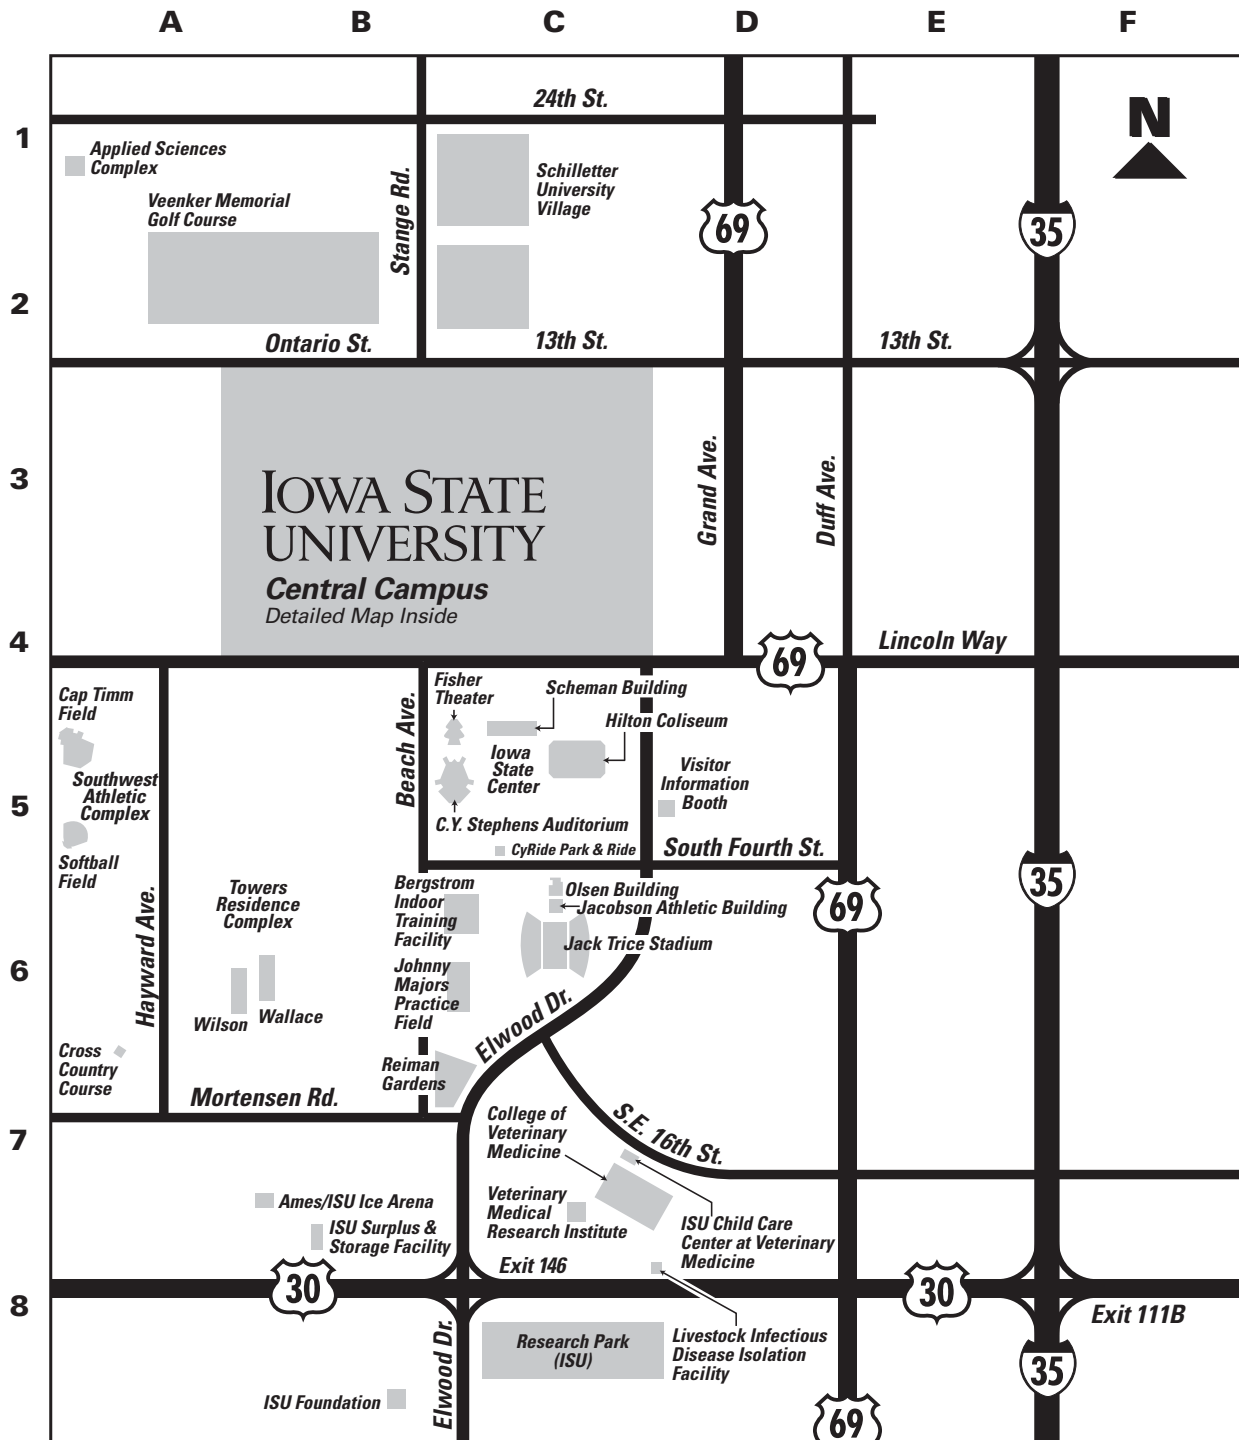 A B C D E F
24th St.
1
N
Applied Sciences
Complex
Schilletter
University
Village
Veenker Memorial
Golf Course
Stange Rd.
69
35
2
Ontario St.
13th St.
13th St.
3
IOWA STATE
UNIVERSITY
Central Campus
Detailed Map Inside
Grand Ave.
Duff Ave.
4
Lincoln Way
69
Cap Timm
Field
Fisher
Theater
Scheman Building
Hilton Coliseum
Beach Ave.
Iowa
State
Center
Visitor
Information
Booth
Southwest
Athletic
Complex
5
C.Y. Stephens Auditorium
CyRide Park & Ride
South Fourth St.
Softball
Field
35
69
Towers
Residence
Complex
Bergstrom
Indoor
Training
Facility
Olsen Building
Jacobson Athletic Building
Jack Trice Stadium
Hayward Ave.
6
Johnny
Majors
Practice
Field
Wilson
Wallace
Elwood Dr.
Cross
Country
Course
Reiman
Gardens
Mortensen Rd.
7
College of
Veterinary
Medicine
S.E. 16th St.
Ames/ISU Ice Arena
ISU Surplus &
Storage Facility
Veterinary
Medical
Research Institute
ISU Child Care
Center at Veterinary
Medicine
Exit 146
30
30
8
Exit 111B
Elwood Dr.
Research Park
(ISU)
Livestock Infectious
Disease Isolation
Facility
35
ISU Foundation
69